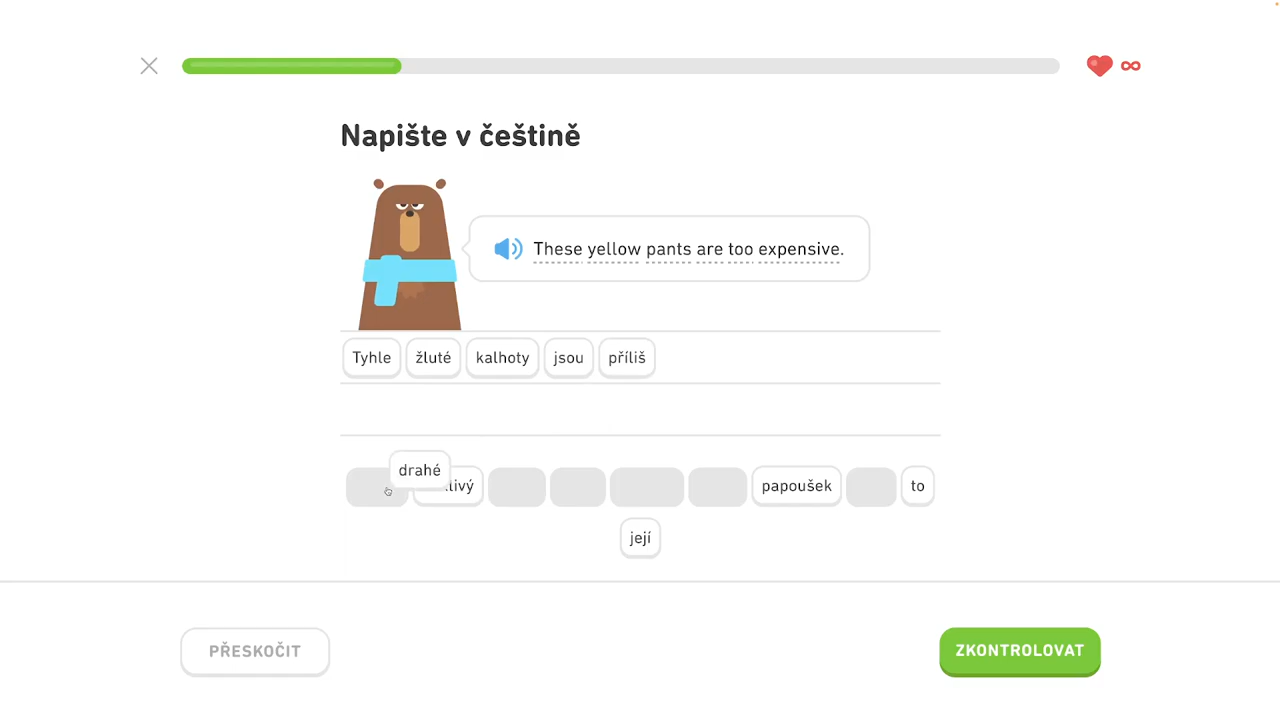 Napište v češtině
These yellow pants are too expensive.
Tyhle žluté kalhoty jsou příliš
drahé
papoušek to
její
PŘESKOČIT
ZKONTROLOVAT